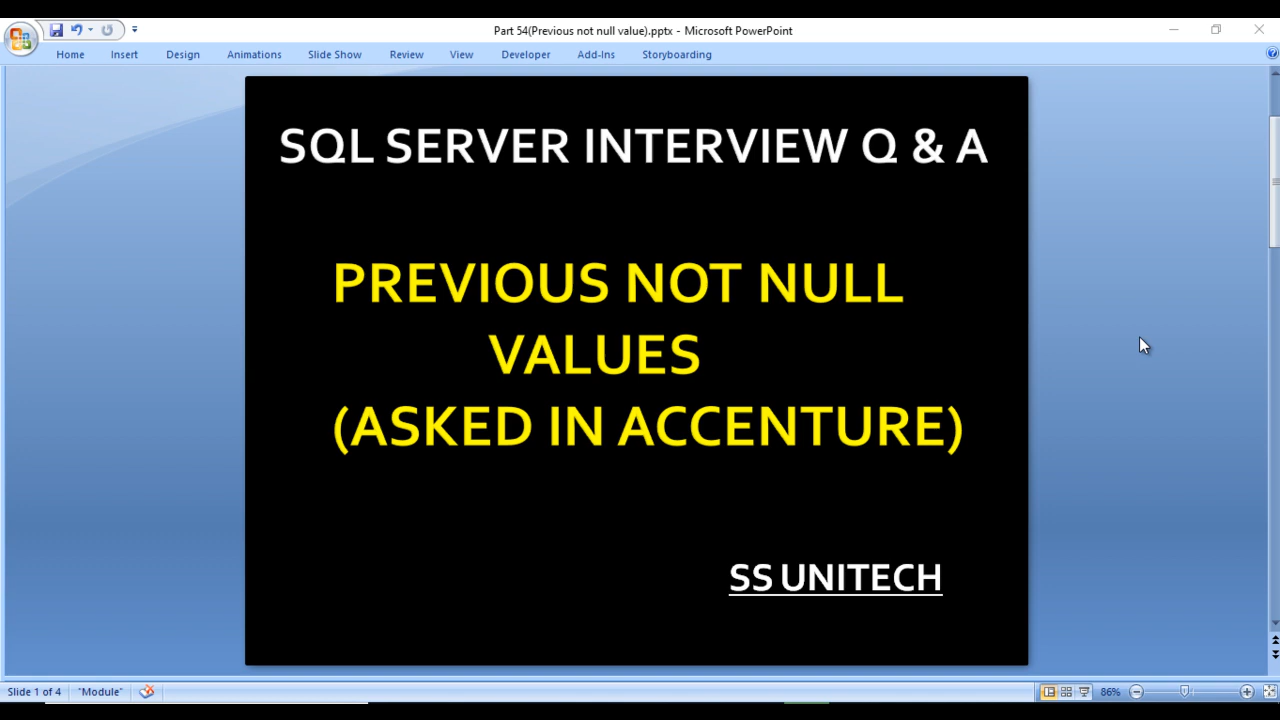 Part 54(Previous not null value).pptx - Microsoft PowerPoint
Home Insert Design Animations Slide Show Review View Developer Add-Ins Storyboarding
SQL SERVER INTERVIEW Q & A
PREVIOUS NOT NULL
VALUES
(ASKED IN ACCENTURE)
SS UNITECH
Slide 1 of 4 "Module" 86%